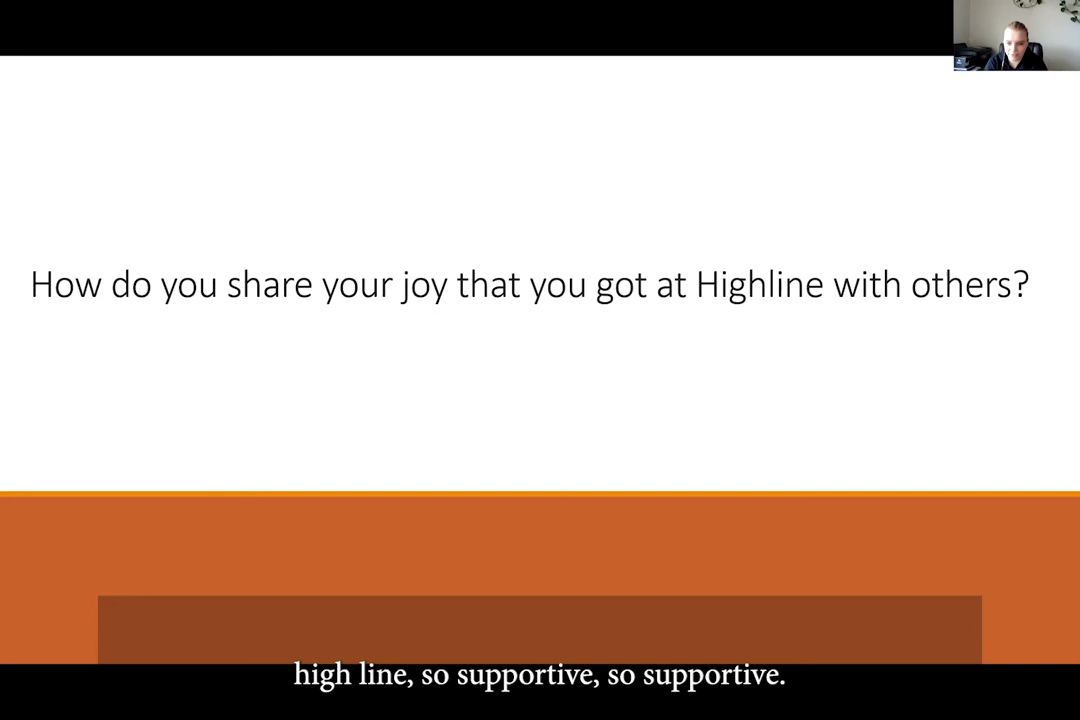 How do you share your joy that you got at Highline with others?
high line, so supportive, so supportive.